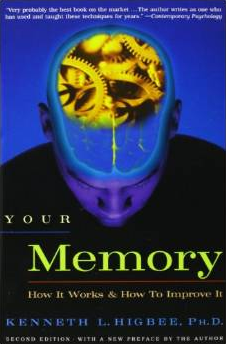 "Very probably the best book on the market ... The author writes as one who
has used and taught these techniques for years."—Contemporary Psychology
YOUR
Memory
How It Works & How To Improve It
KENNETH L. HIGBEE, PH.D.
SECOND EDITION • WITH A NEW PREFACE BY THE AUTHOR